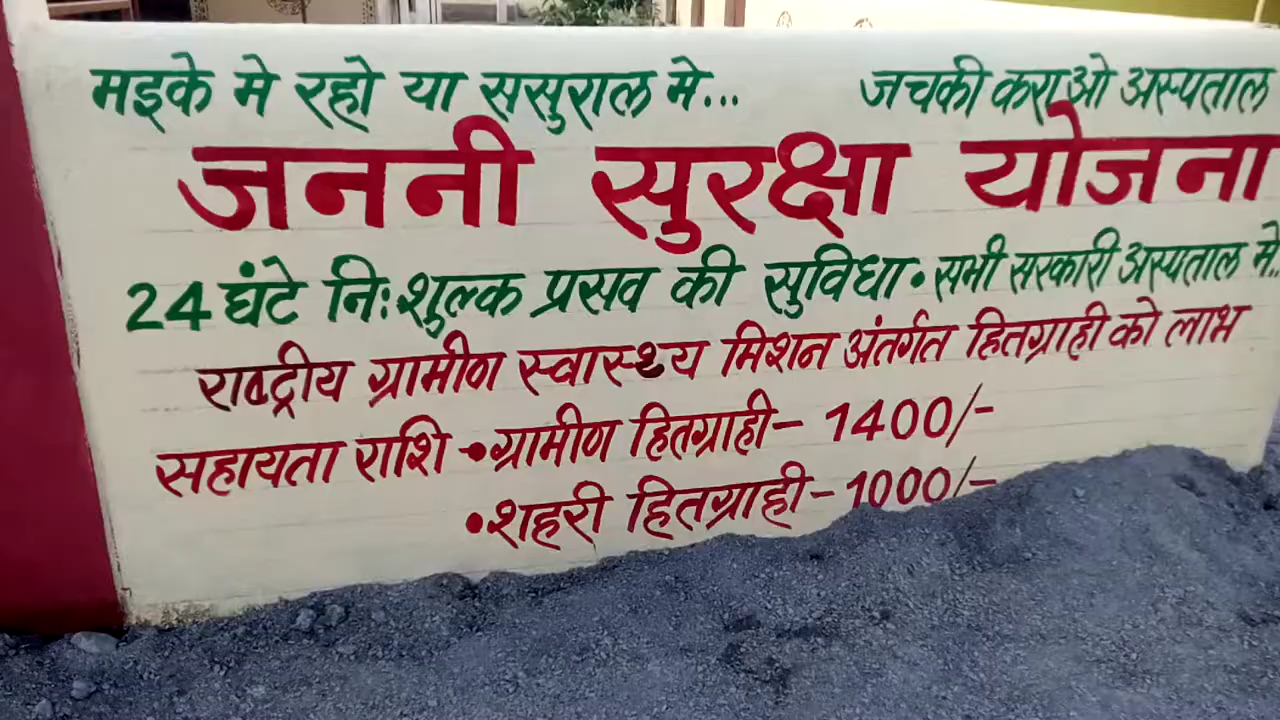 मइके मे रहो या ससुराल मे... जचकी कराओ अस्पताल
जननी सुरक्षा योजना
24 घंटे निःशुल्क प्रसव की सुविधा • सभी सरकारी अस्पताल मे..
राष्ट्रीय ग्रामीण स्वास्थ्य मिशन अंतर्गत हितग्राही को लाभ
सहायता राशि -•ग्रामीण हितग्राही- 1400/-
•शहरी हितग्राही- 1000/-